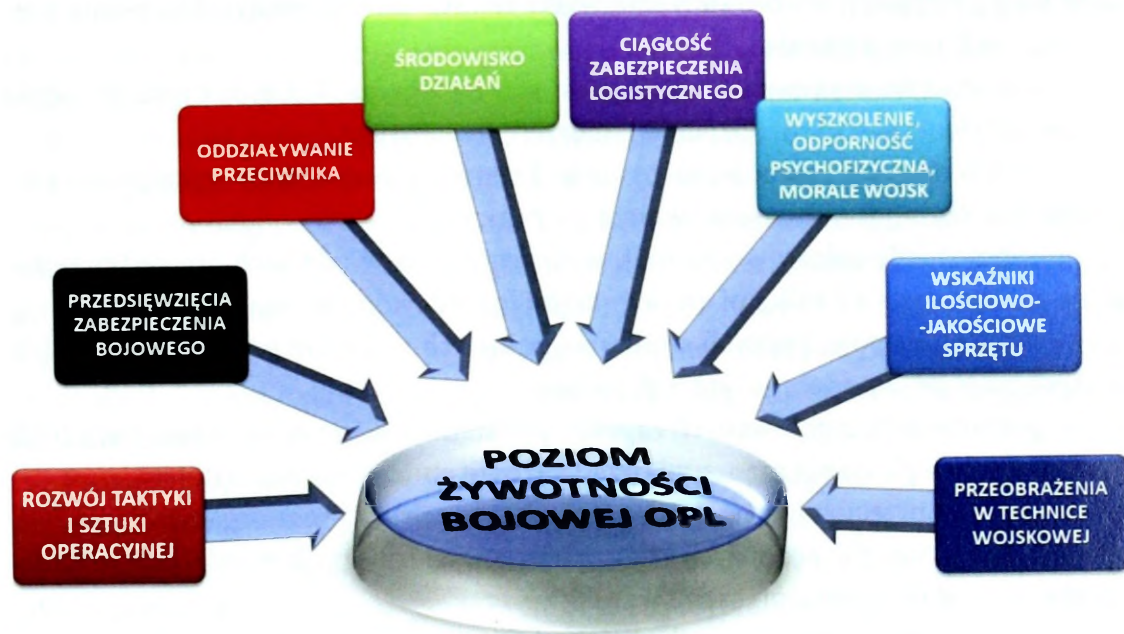 ŚRODOWISKO
DZIAŁAŃ
CIĄGŁOŚĆ
ZABEZPIECZENIA
LOGISTYCZNEGO
ODDZIAŁYWANIE
PRZECIWNIKA
WYSZKOLENIE,
ODPORNOŚĆ
PSYCHOFIZYCZNA,
MORALE WOJSK
PRZEDSIĘWZIĘCIA
ZABEZPIECZENIA
BOJOWEGO
WSKAŹNIKI
ILOŚCIOWO-
-JAKOŚCIOWE
SPRZĘTU
ROZWÓJ TAKTYKI
I SZTUKI
OPERACYJNEJ
POZIOM
ŻYWOTNOŚCI
BOJOWEJ OPL
PRZEOBRAŻENIA
W TECHNICE
WOJSKOWEJ